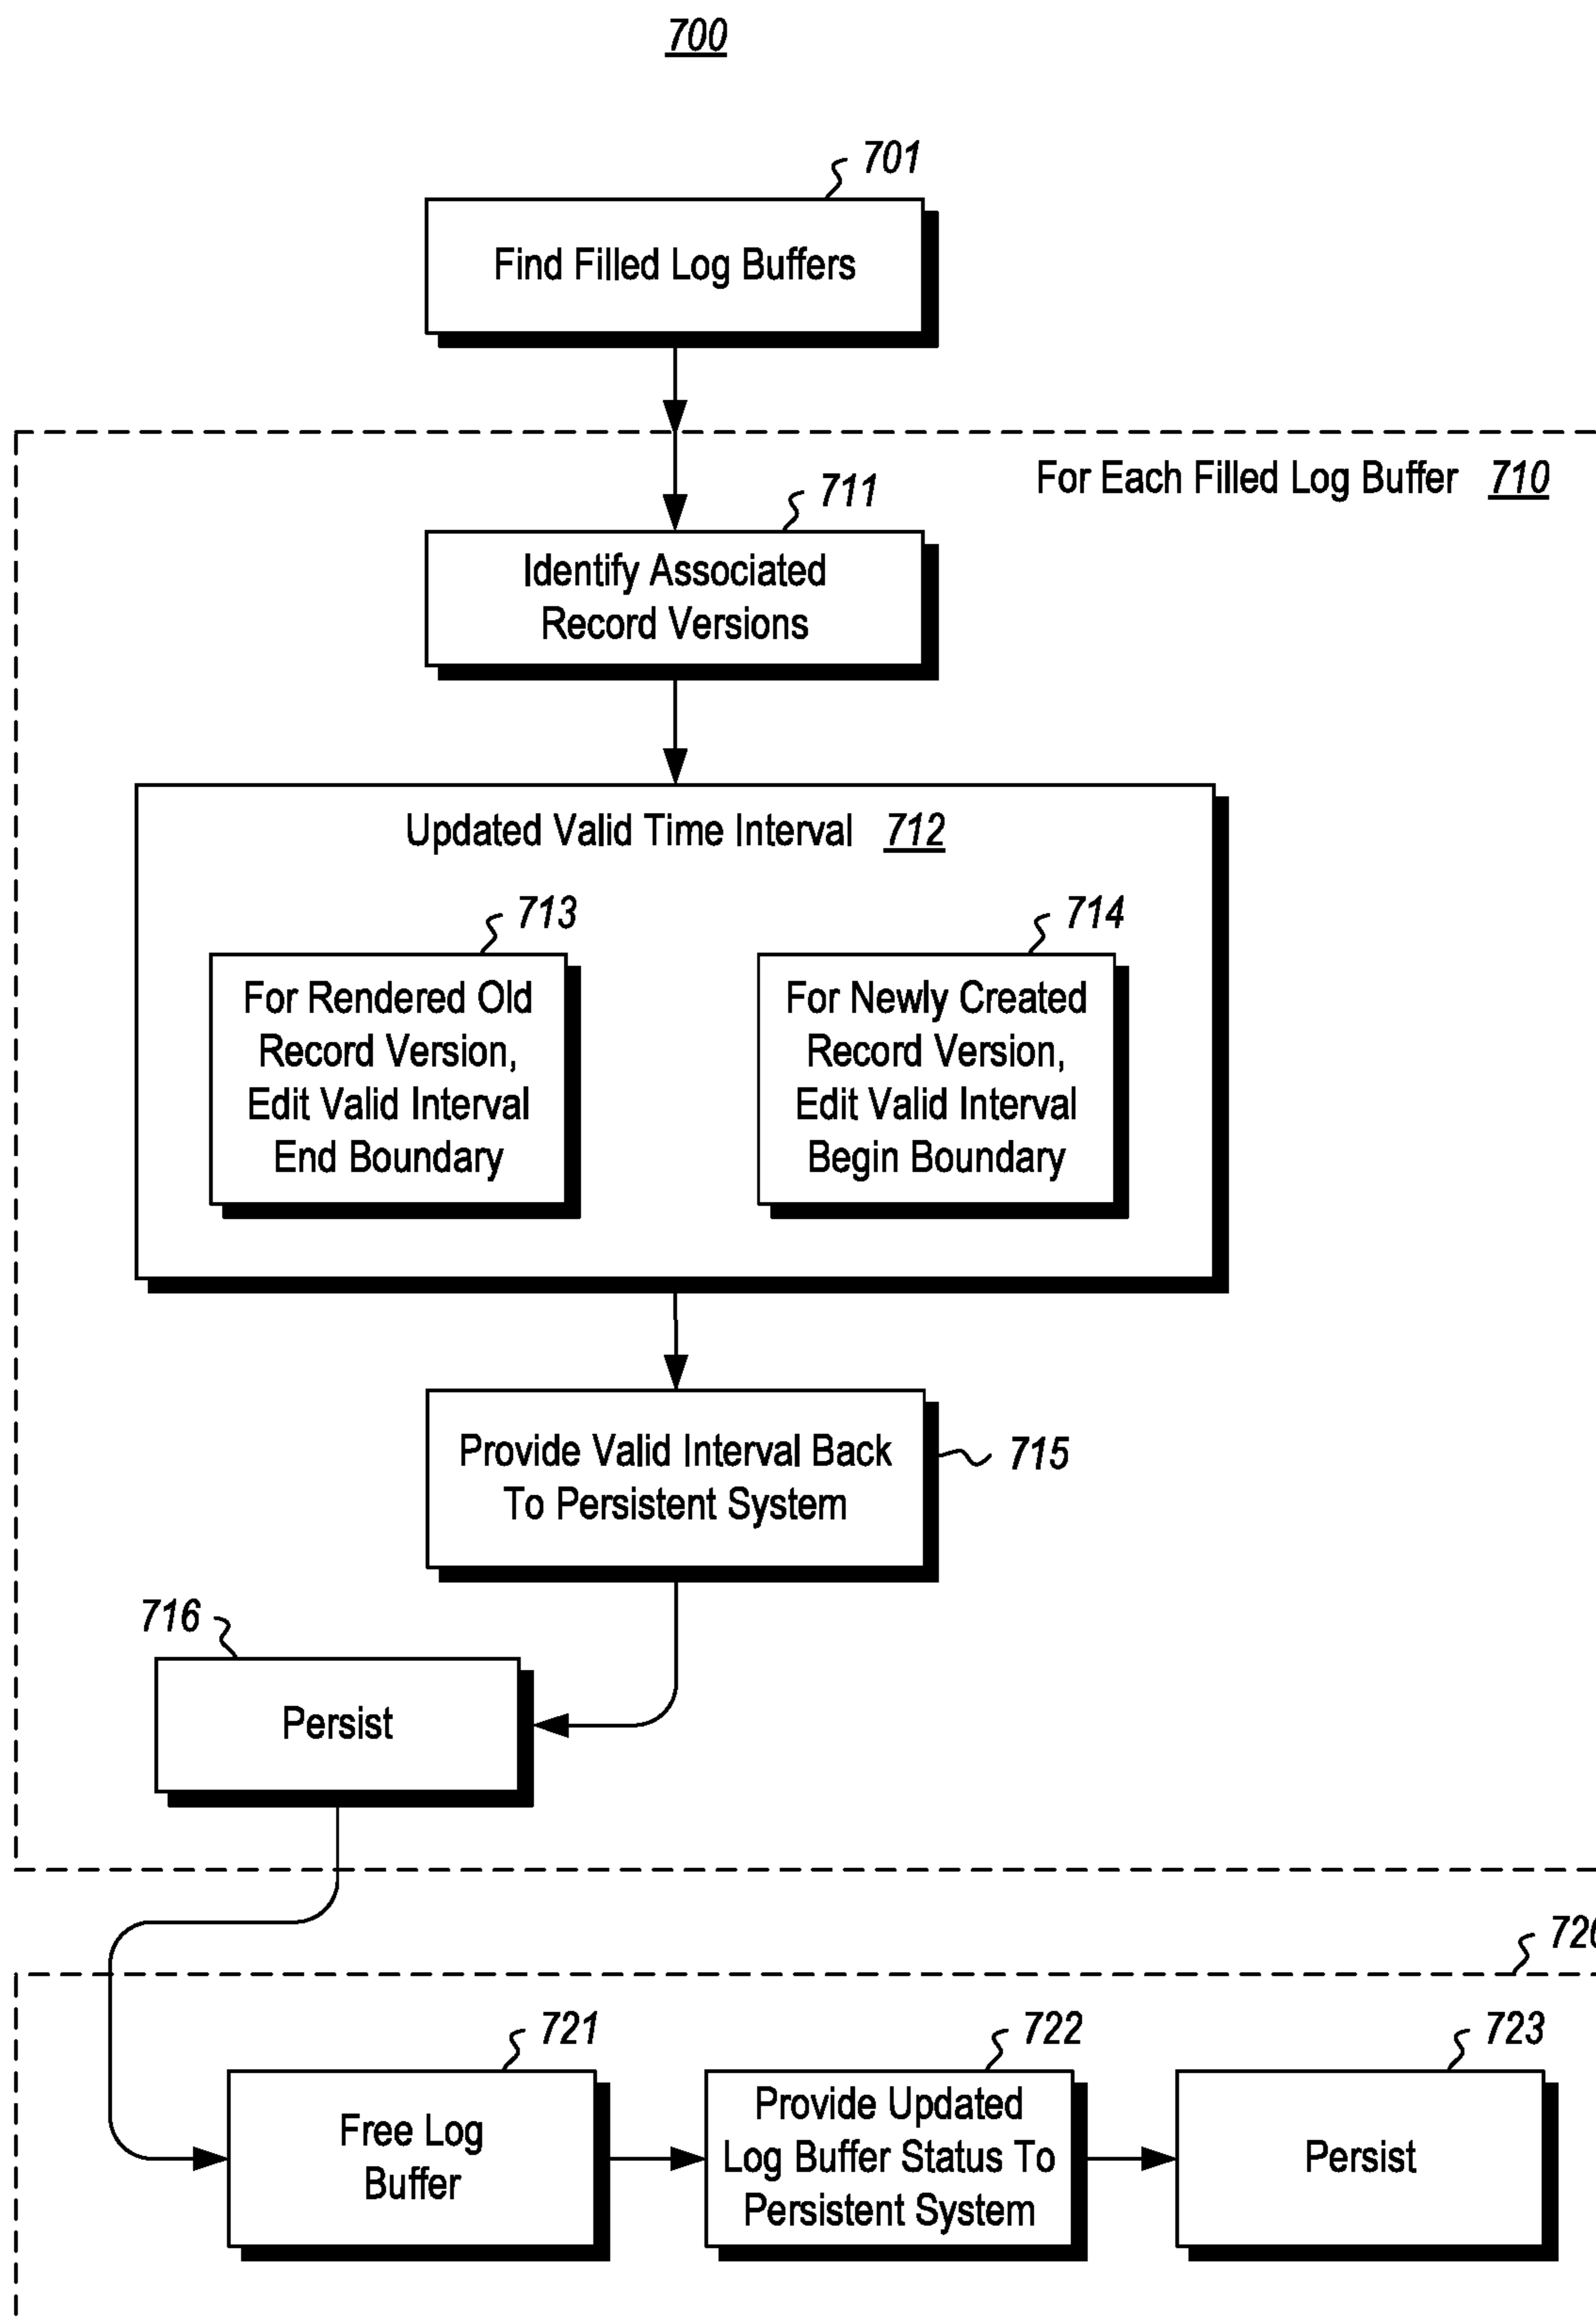 700
701
Find Filled Log Buffers
For Each Filled Log Buffer 710
711
Identify Associated
Record Versions
Updated Valid Time Interval 712
713
For Rendered Old
Record Version,
Edit Valid Interval
End Boundary
714
For Newly Created
Record Version,
Edit Valid Interval
Begin Boundary
Provide Valid Interval Back
To Persistent System
715
716
Persist
721
Free Log
Buffer
722
Provide Updated
Log Buffer Status To
Persistent System
723
Persist